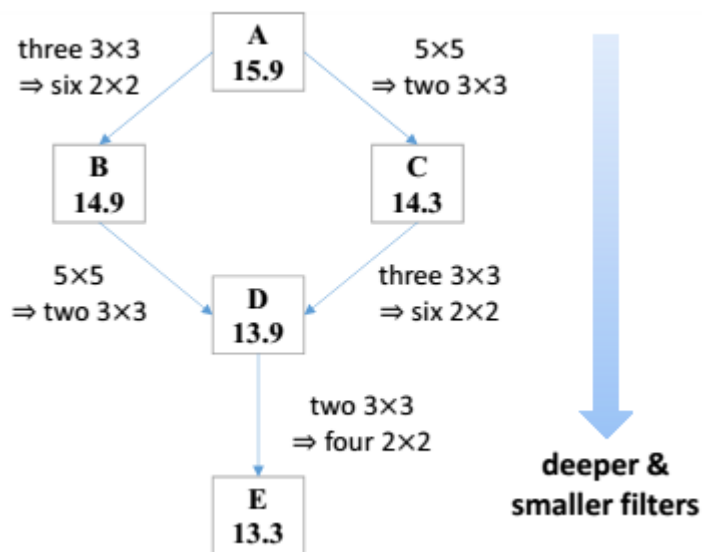 A
15.9
three 3×3
⇒ six 2×2
5×5
⇒ two 3×3
B
14.9
C
14.3
5×5
⇒ two 3×3
D
13.9
three 3×3
⇒ six 2×2
two 3×3
⇒ four 2×2
E
13.3
deeper &
smaller filters